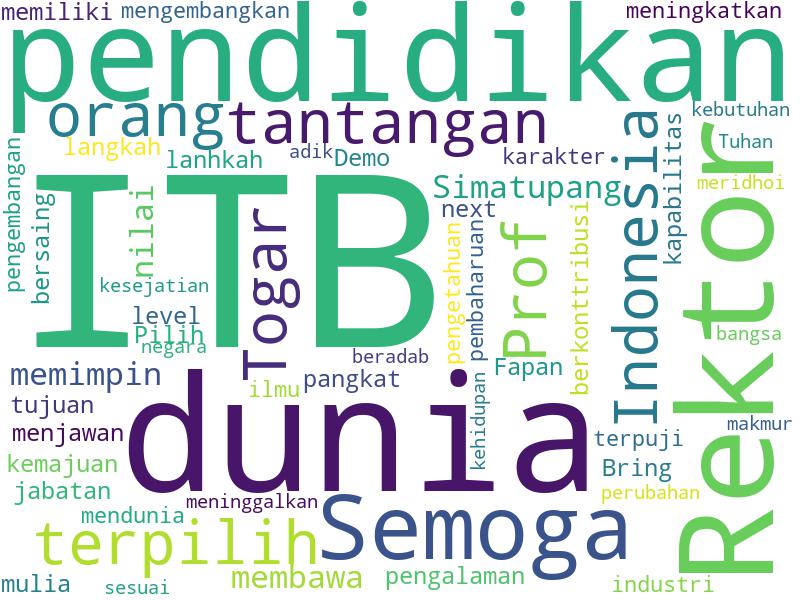 memiliki mengembangkan meningkatkan
pendidikan
orang tantangan
kebutuhan
langkah lanhkah adik Demo karakter Tuhan
pengembangan
bersaing
nilai
ITB
Simatupang
next
meridhoi
kapabilitas
Indonesia
Rektor
Togar
Prof
pengetahuan
pembaharuan
berkonttribusi
kesejatian
level
Pilih
negara
bangsa
beradab
memimpin
ilmu pangkat Fapan
tujuan
kehidupan
dunia
menjawan
makmur
terpuji
kemajuan
Bring
jabatan
meninggalkan
perubahan
mendunia
terpilih Semoga
mulia sesuai membawa pengalaman industri